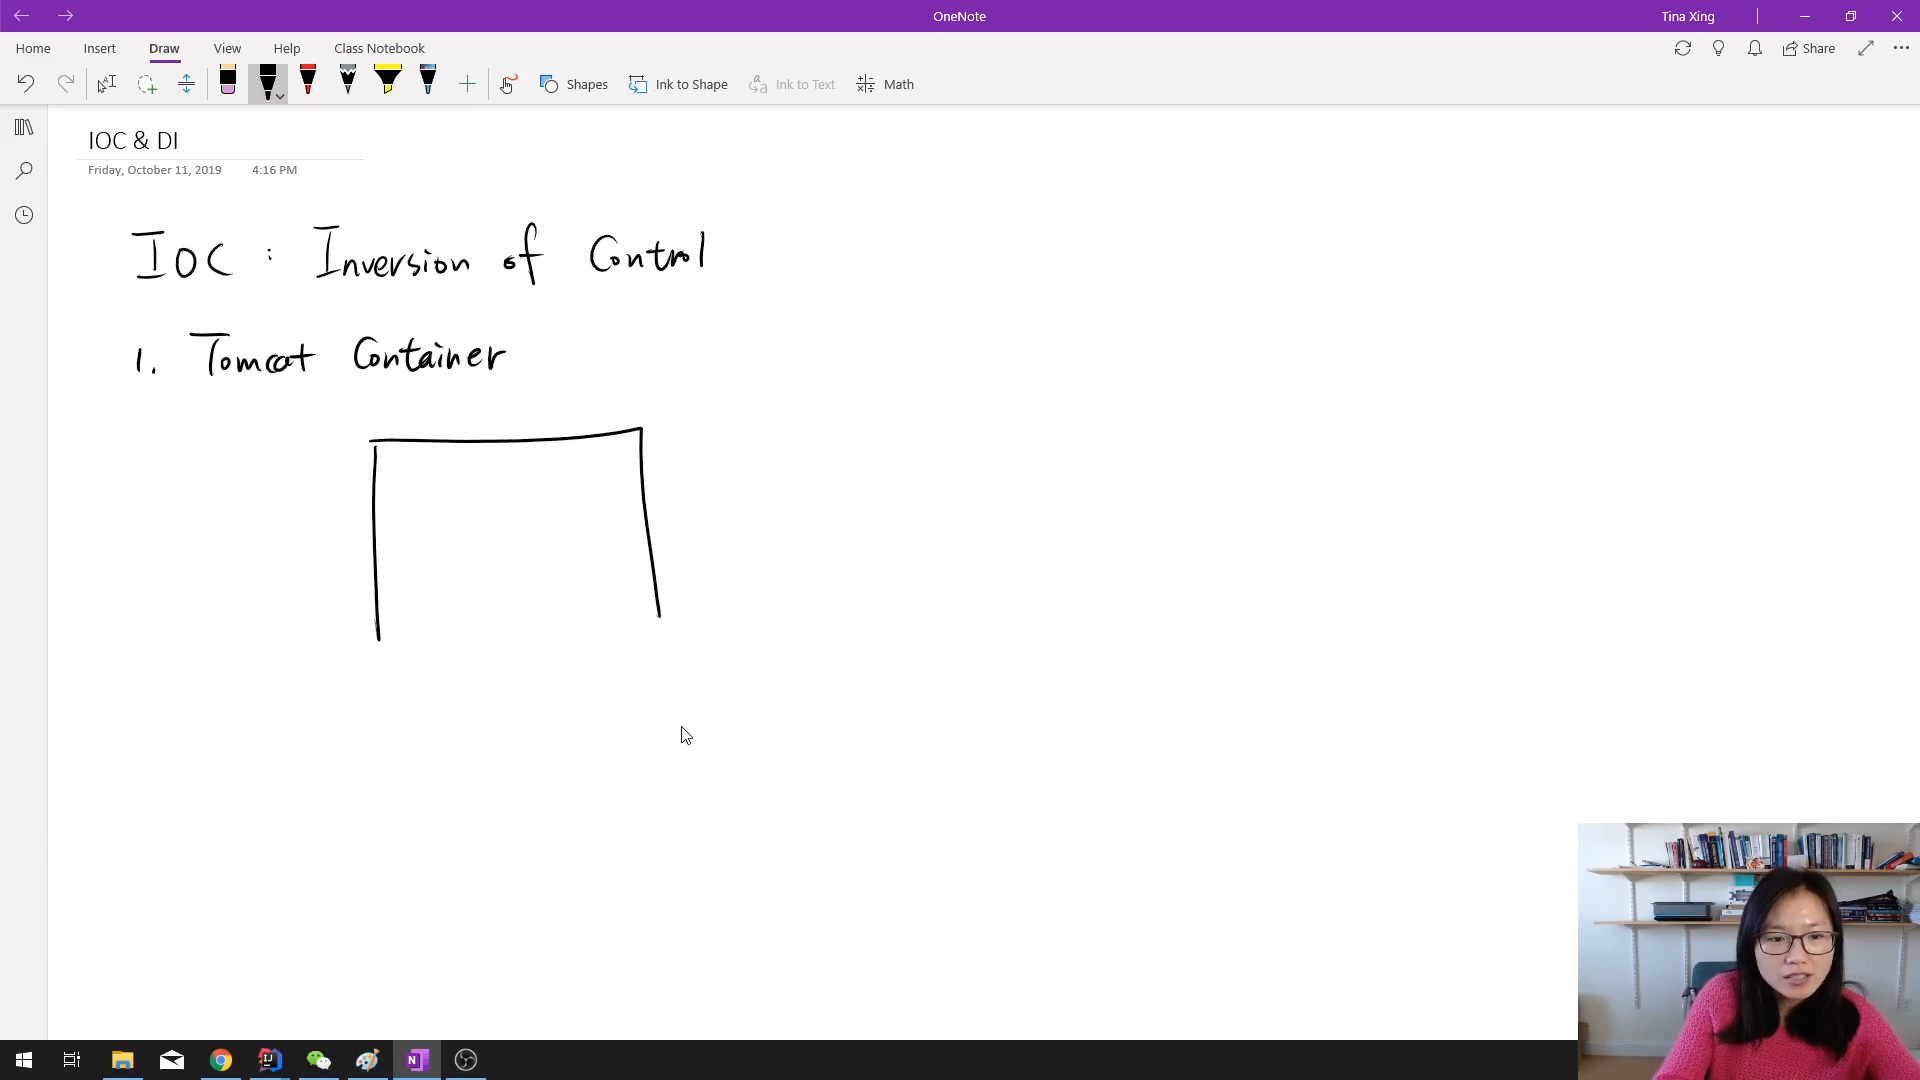 OneNote
Tina Xing
Home Insert Draw View Help Class Notebook
Share
Shapes Ink to Shape Ink to Text Math
IOC & DI
Friday, October 11, 2019 4:16 PM
IOC : Inversion of Control
1. Tomcat Container